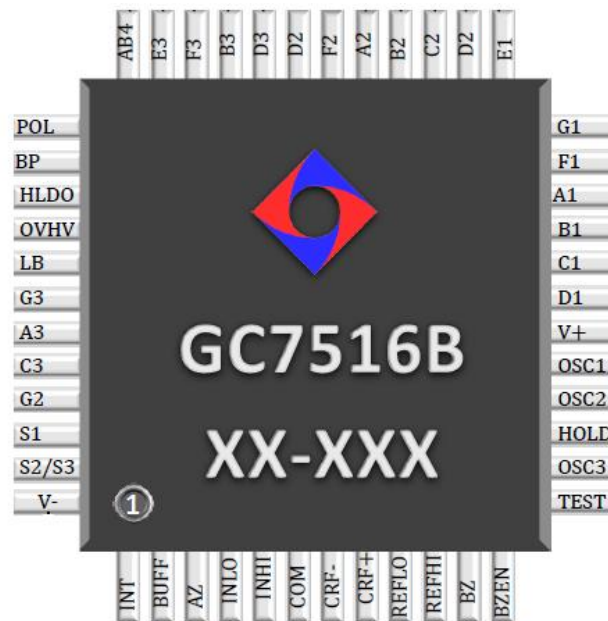 AB4 E3 F3 B3 D3 D2 F2 A2 B2 C2 D2 E1
POL G1
BP F1
HLDO A1
OVHV B1
LB C1
G3 D1
A3 V+
C3 OSC1
G2 OSC2
S1 HOLD
S2/S3 OSC3
V- TEST
GC7516B
XX-XXX
1
INT BUFF AZ INLO INHI COM CRF- CRF+ REFLO REFHI BZ BZEN